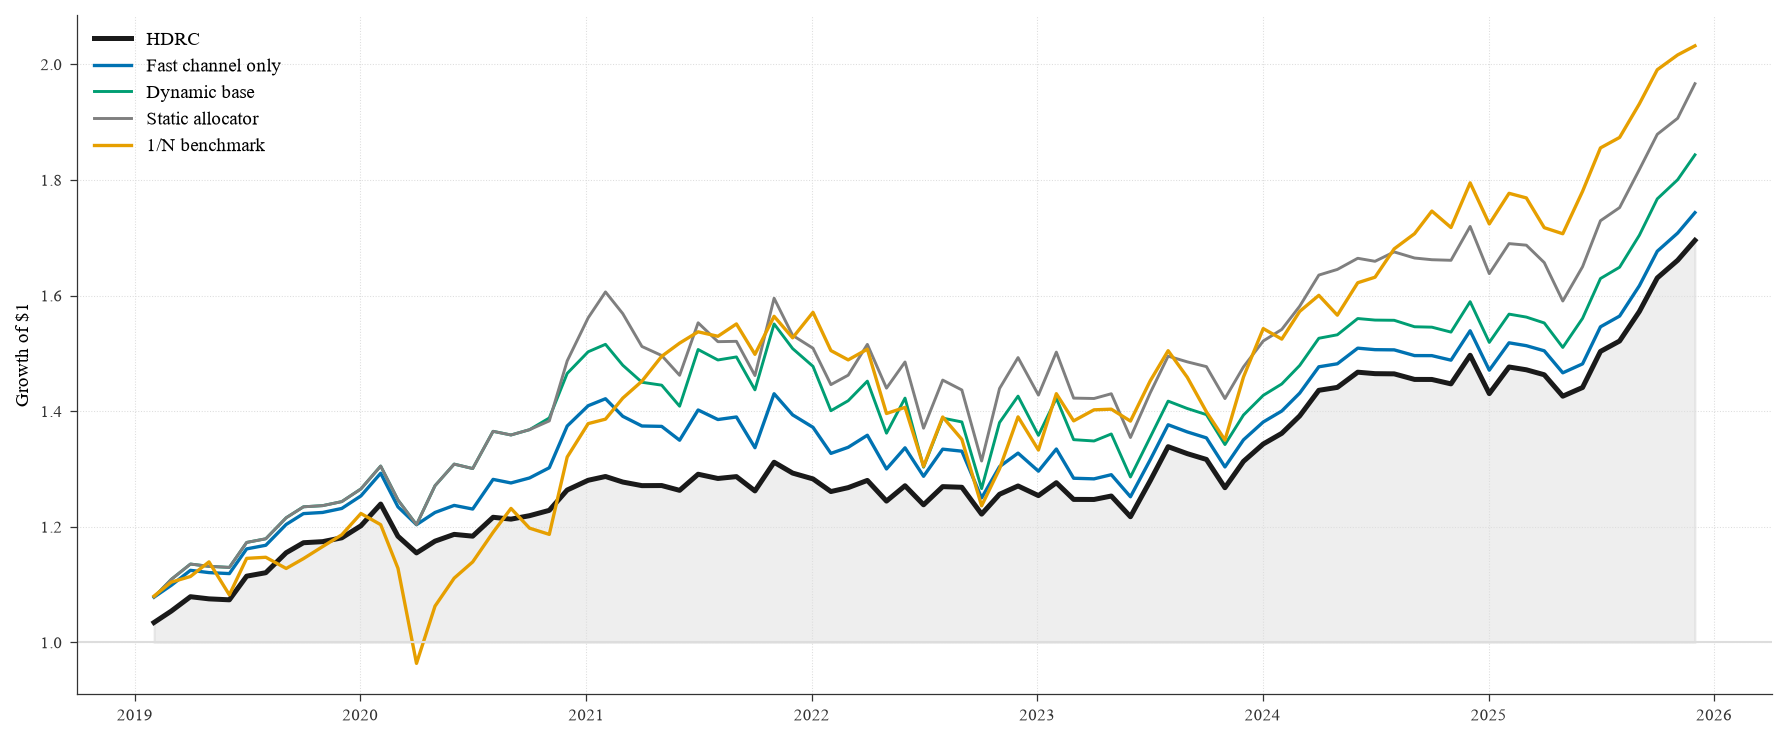 HDRC
Fast channel only
Dynamic base
Static allocator
1/N benchmark
Growth of $1
2.0
1.8
1.6
1.4
1.2
1.0
2019 2020 2021 2022 2023 2024 2025 2026